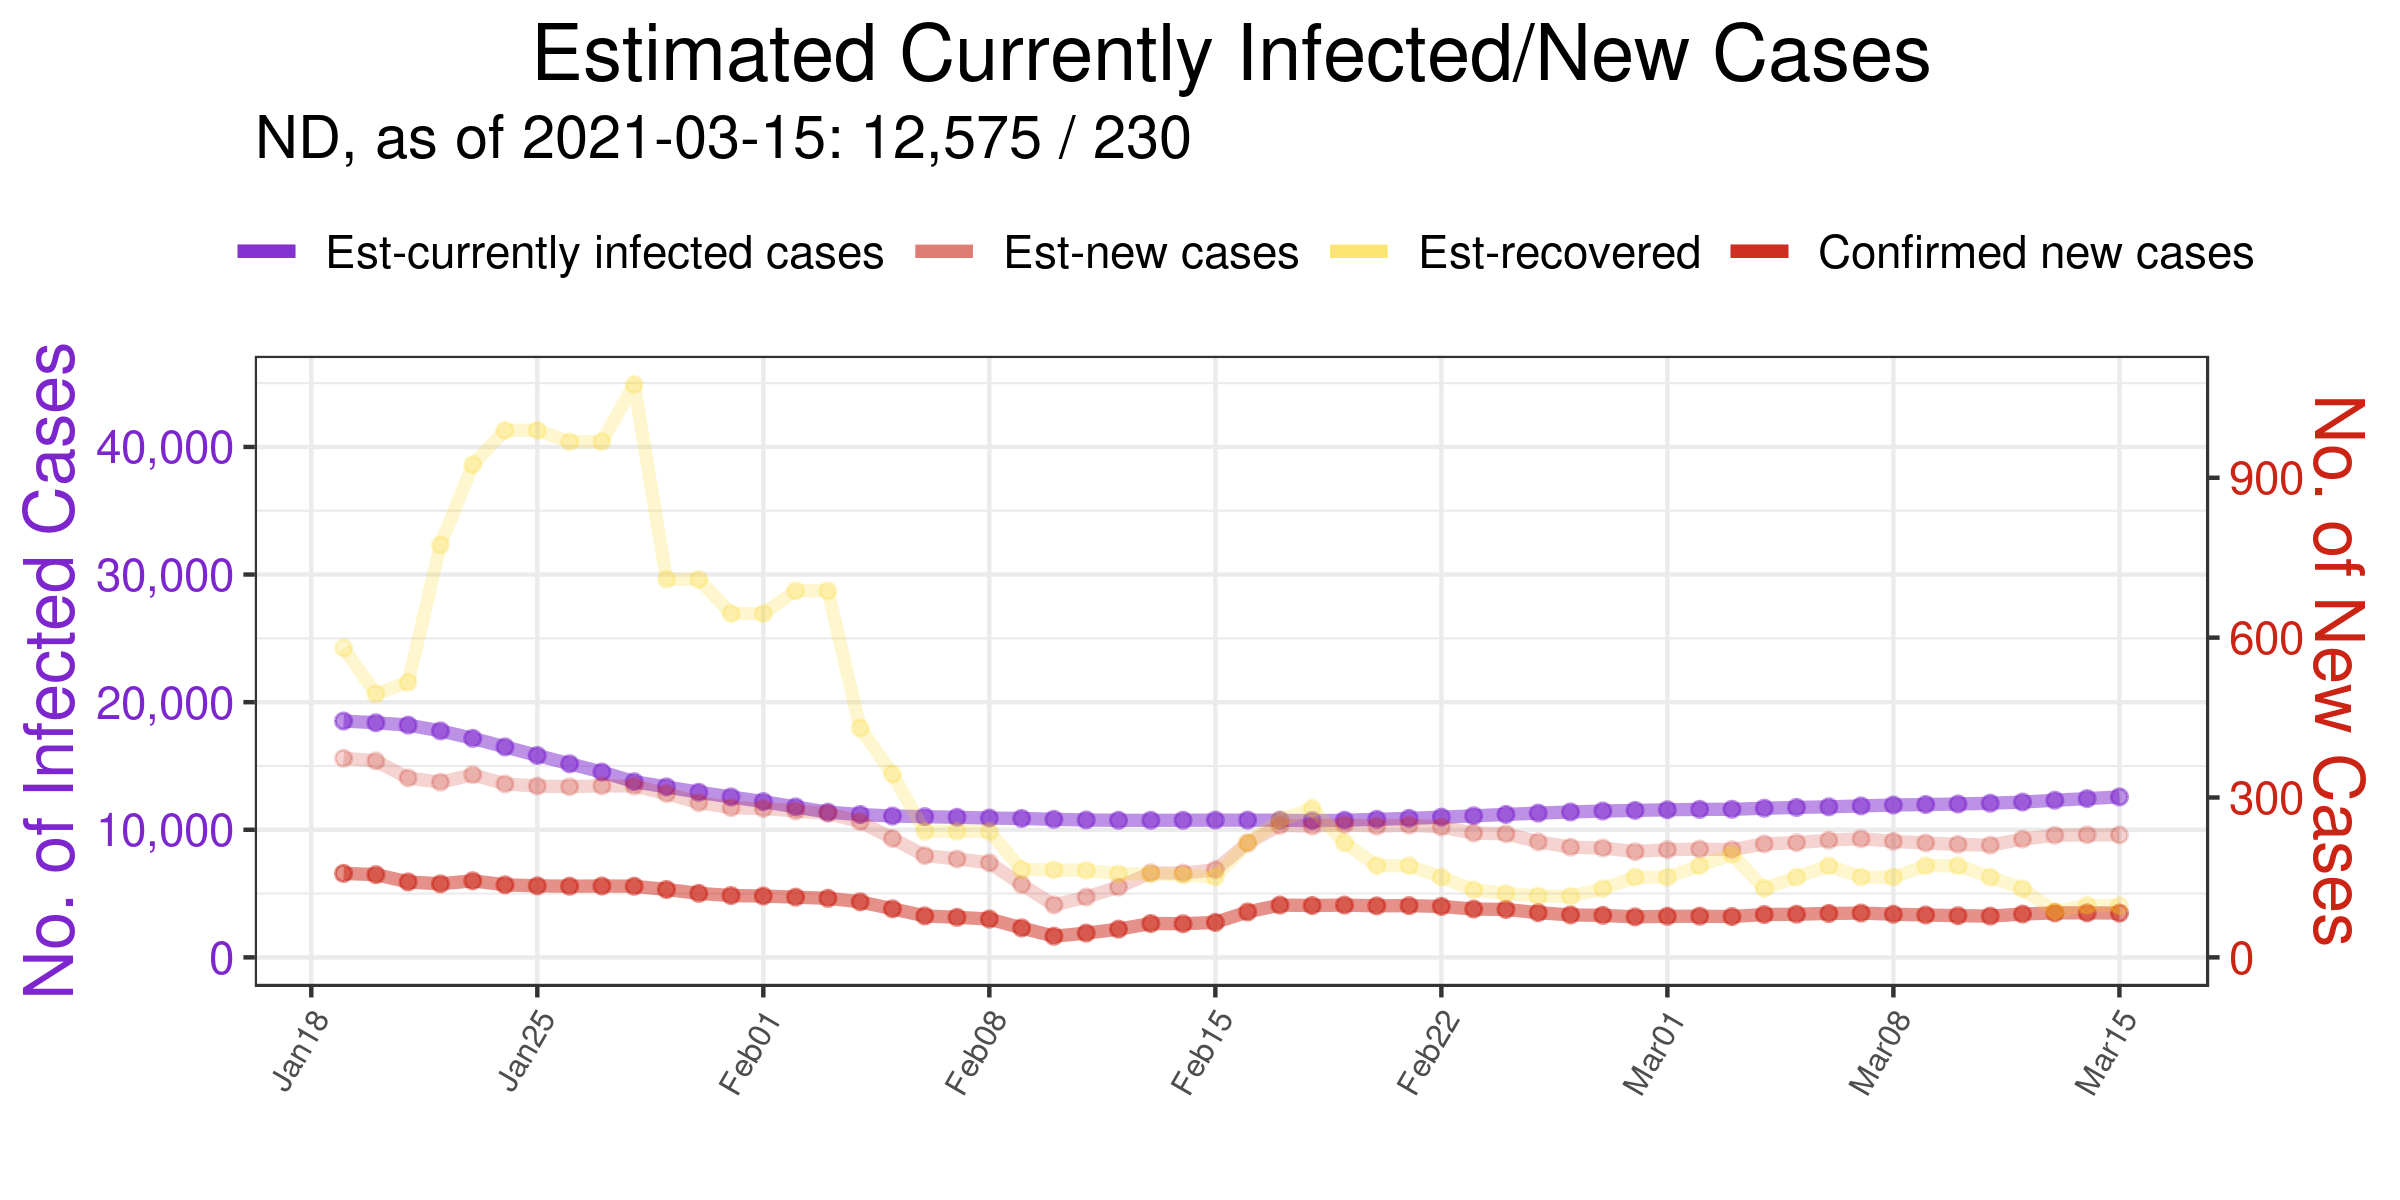 Estimated Currently Infected/New Cases
ND, as of 2021-03-15: 12,575 / 230
Est-currently infected cases Est-new cases Est-recovered Confirmed new cases
No. of Infected Cases
40,000
30,000
20,000
10,000
0
900
600
300
0
No. of New Cases
Jan18 Jan25 Feb01 Feb08 Feb15 Feb22 Mar01 Mar08 Mar15